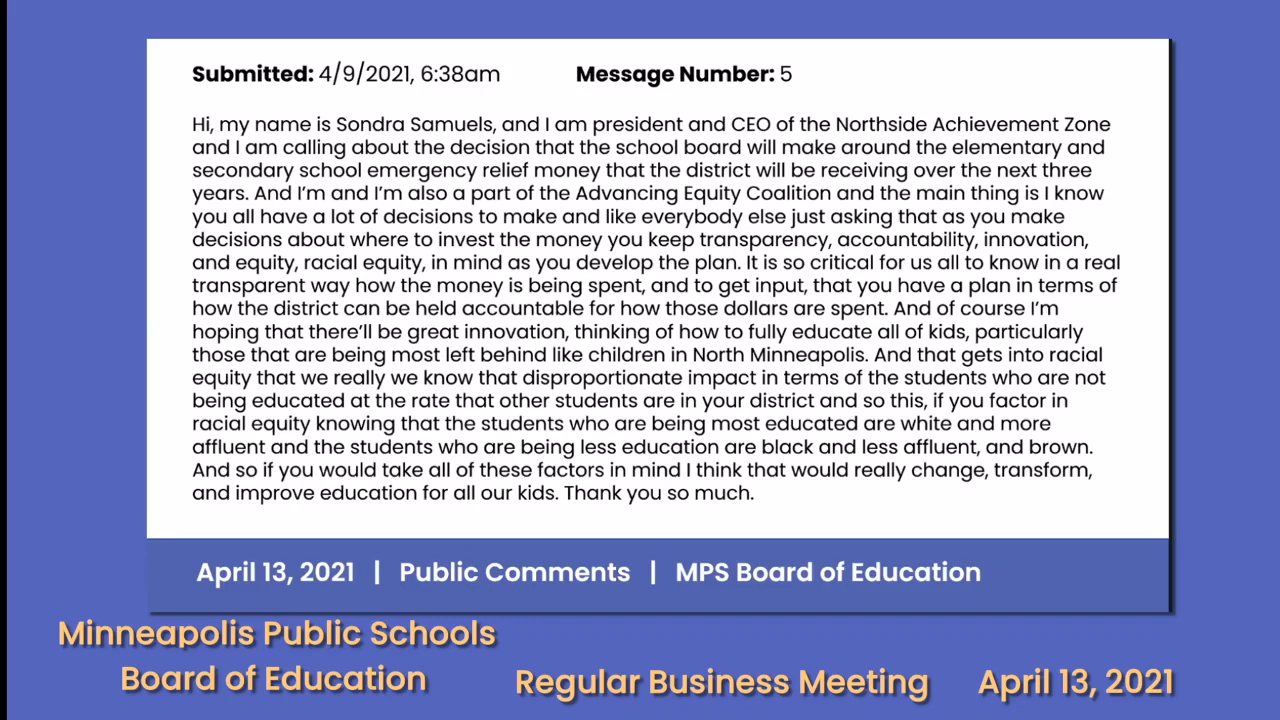 Submitted: 4/9/2021, 6:38am Message Number: 5
Hi, my name is Sondra Samuels, and I am president and CEO of the Northside Achievement Zone
and I am calling about the decision that the school board will make around the elementary and
secondary school emergency relief money that the district will be receiving over the next three
years. And I'm and I'm also a part of the Advancing Equity Coalition and the main thing is I know
you all have a lot of decisions to make and like everybody else just asking that as you make
decisions about where to invest the money you keep transparency, accountability, innovation,
and equity, racial equity, in mind as you develop the plan. It is so critical for us all to know in a real
transparent way how the money is being spent, and to get input, that you have a plan in terms of
how the district can be held accountable for how those dollars are spent. And of course I'm
hoping that there'll be great innovation, thinking of how to fully educate all of kids, particularly
those that are being most left behind like children in North Minneapolis. And that gets into racial
equity that we really we know that disproportionate impact in terms of the students who are not
being educated at the rate that other students are in your district and so this, if you factor in
racial equity knowing that the students who are being most educated are white and more
affluent and the students who are being less education are black and less affluent, and brown.
And so if you would take all of these factors in mind I think that would really change, transform,
and improve education for all our kids. Thank you so much.
April 13, 2021 | Public Comments | MPS Board of Education
Minneapolis Public Schools
Board of Education Regular Business Meeting April 13, 2021